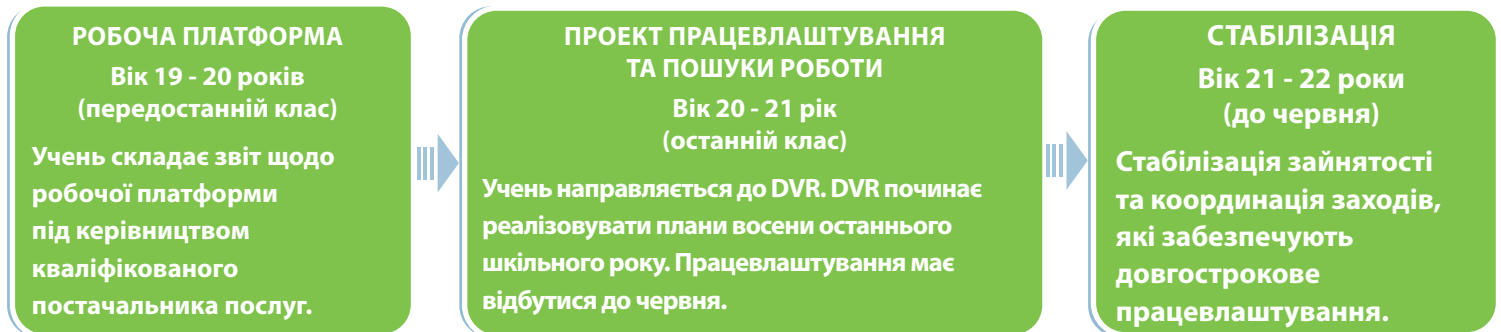 РОБОЧА ПЛАТФОРМА
Вік 19 - 20 років
(передостанній клас)
Учень складає звіт щодо
робочої платформи
під керівництвом
кваліфікованого
постачальника послуг.
ПРОЕКТ ПРАЦЕВЛАШТУВАННЯ
ТА ПОШУКИ РОБОТИ
Вік 20 - 21 рік
(останній клас)
Учень направляється до DVR. DVR починає
реалізовувати плани восени останнього
шкільного року. Працевлаштування має
відбутися до червня.
СТАБІЛІЗАЦІЯ
Вік 21 - 22 роки
(до червня)
Стабілізація зайнятості
та координація заходів,
які забезпечують
довгострокове
працевлаштування.